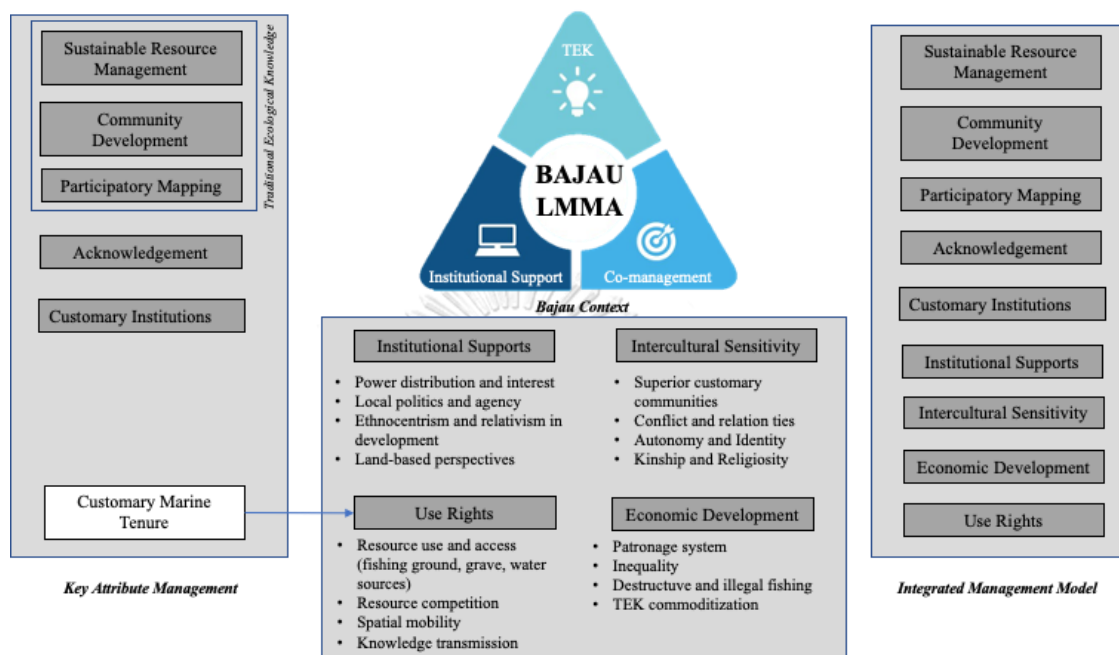 Sustainable Resource
Management
Community
Development
Participatory Mapping
Traditional Ecological Knowledge
Acknowledgement
Customary Institutions
Customary Marine
Tenure
Key Attribute Management
TEK
BAJAU
LMMA
Institutional Support
Co-management
Bajau Context
Institutional Supports
• Power distribution and interest
• Local politics and agency
• Ethnocentrism and relativism in
development
• Land-based perspectives
Intercultural Sensitivity
• Superior customary
communities
• Conflict and relation ties
• Autonomy and Identity
• Kinship and Religiosity
Use Rights
• Resource use and access
(fishing ground, grave, water
sources)
• Resource competition
• Spatial mobility
• Knowledge transmission
Economic Development
• Patronage system
• Inequality
• Destructuve and illegal fishing
• TEK commoditization
Sustainable Resource
Management
Community
Development
Participatory Mapping
Acknowledgement
Customary Institutions
Institutional Supports
Intercultural Sensitivity
Economic Development
Use Rights
Integrated Management Model